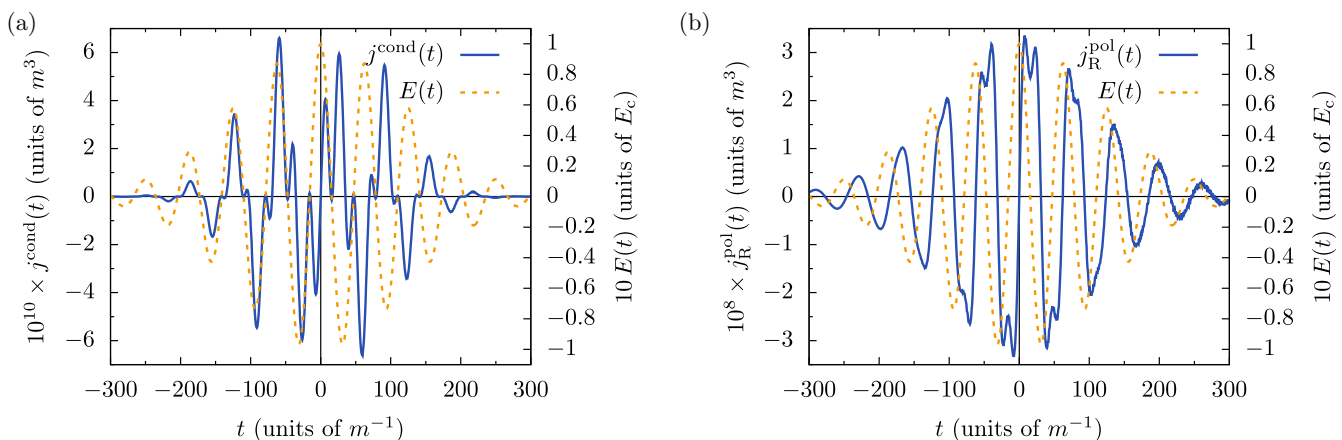 (a)
10^10 × j^cond(t) (units of m^3)
6
4
2
0
−2
−4
−6
j^cond(t)
E(t)
1
0.8
0.6
0.4
0.2
0
−0.2
−0.4
−0.6
−0.8
−1
10 E(t) (units of E_c)
−300 −200 −100 0 100 200 300
t (units of m^−1)
(b)
10^8 × j_R^pol(t) (units of m^3)
3
2
1
0
−1
−2
−3
j_R^pol(t)
E(t)
1
0.8
0.6
0.4
0.2
0
−0.2
−0.4
−0.6
−0.8
−1
10 E(t) (units of E_c)
−300 −200 −100 0 100 200 300
t (units of m^−1)